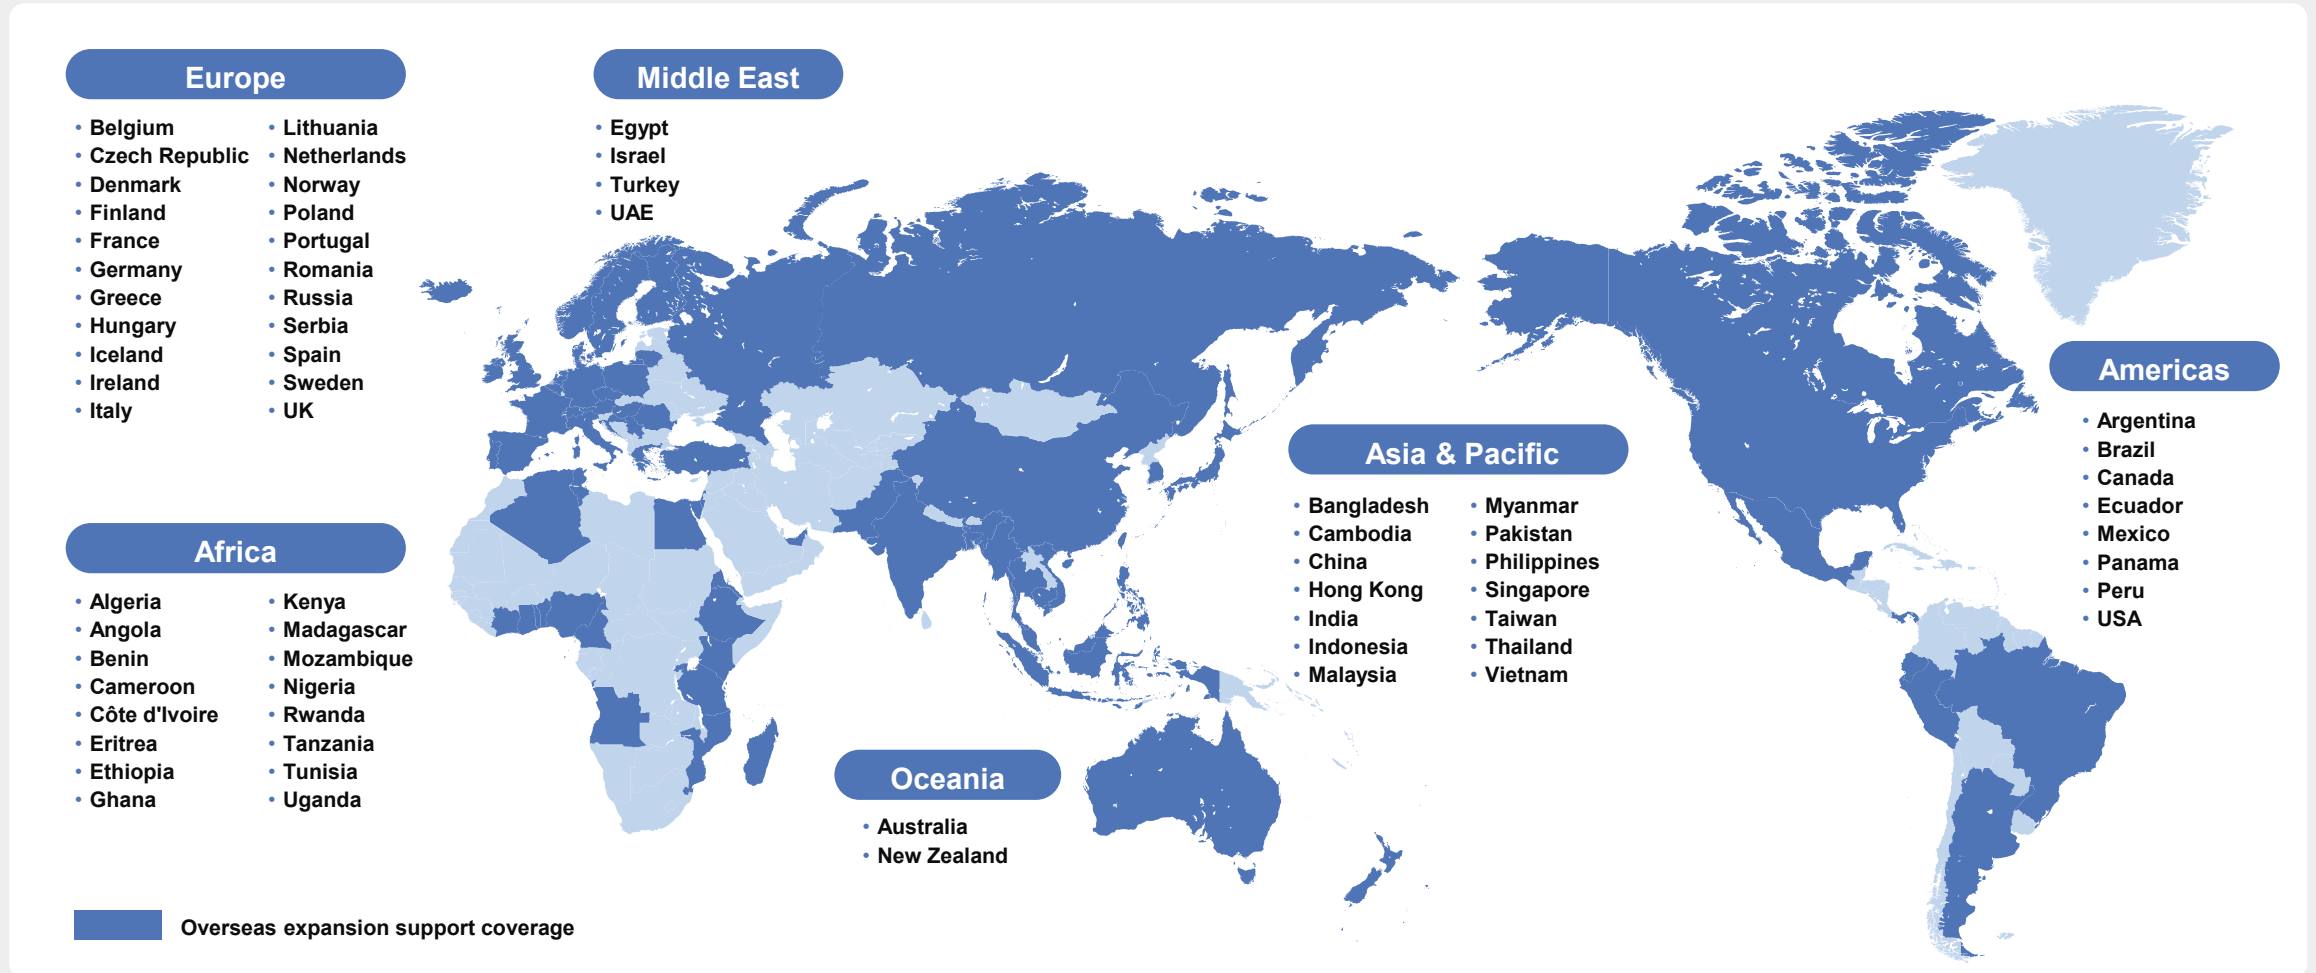 Europe
• Belgium
• Czech Republic
• Denmark
• Finland
• France
• Germany
• Greece
• Hungary
• Iceland
• Ireland
• Italy
• Lithuania
• Netherlands
• Norway
• Poland
• Portugal
• Romania
• Russia
• Serbia
• Spain
• Sweden
• UK
Middle East
• Egypt
• Israel
• Turkey
• UAE
Africa
• Algeria
• Angola
• Benin
• Cameroon
• Côte d'Ivoire
• Eritrea
• Ethiopia
• Ghana
• Kenya
• Madagascar
• Mozambique
• Nigeria
• Rwanda
• Tanzania
• Tunisia
• Uganda
Asia & Pacific
• Bangladesh
• Cambodia
• China
• Hong Kong
• India
• Indonesia
• Malaysia
• Myanmar
• Pakistan
• Philippines
• Singapore
• Taiwan
• Thailand
• Vietnam
Oceania
• Australia
• New Zealand
Americas
• Argentina
• Brazil
• Canada
• Ecuador
• Mexico
• Panama
• Peru
• USA
Overseas expansion support coverage